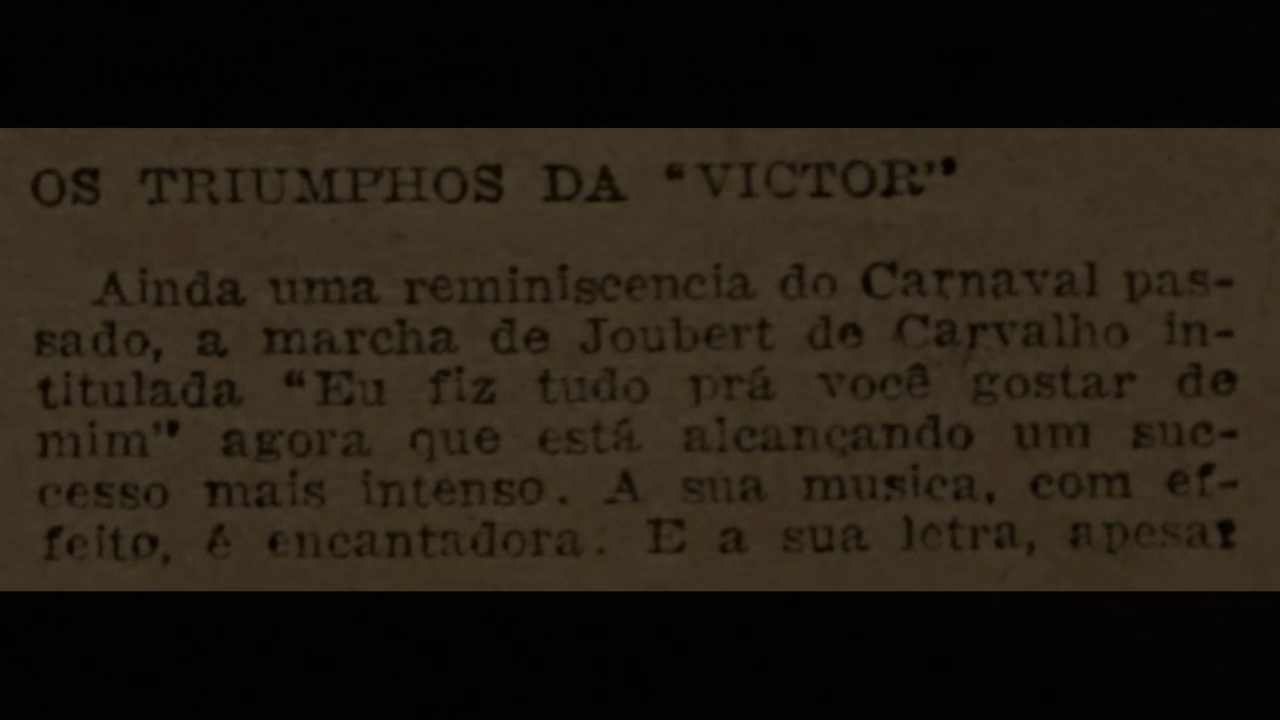 OS TRIUMPHOS DA "VICTOR"
Ainda uma reminiscencia do Carnaval pas-
sado, a marcha de Joubert de Carvalho in-
titulada "Eu fiz tudo prá você gostar de
mim" agora que está alcançando um suc-
cesso mais intenso. A sua musica, com ef-
feito, é encantadora. E a sua letra, apesar